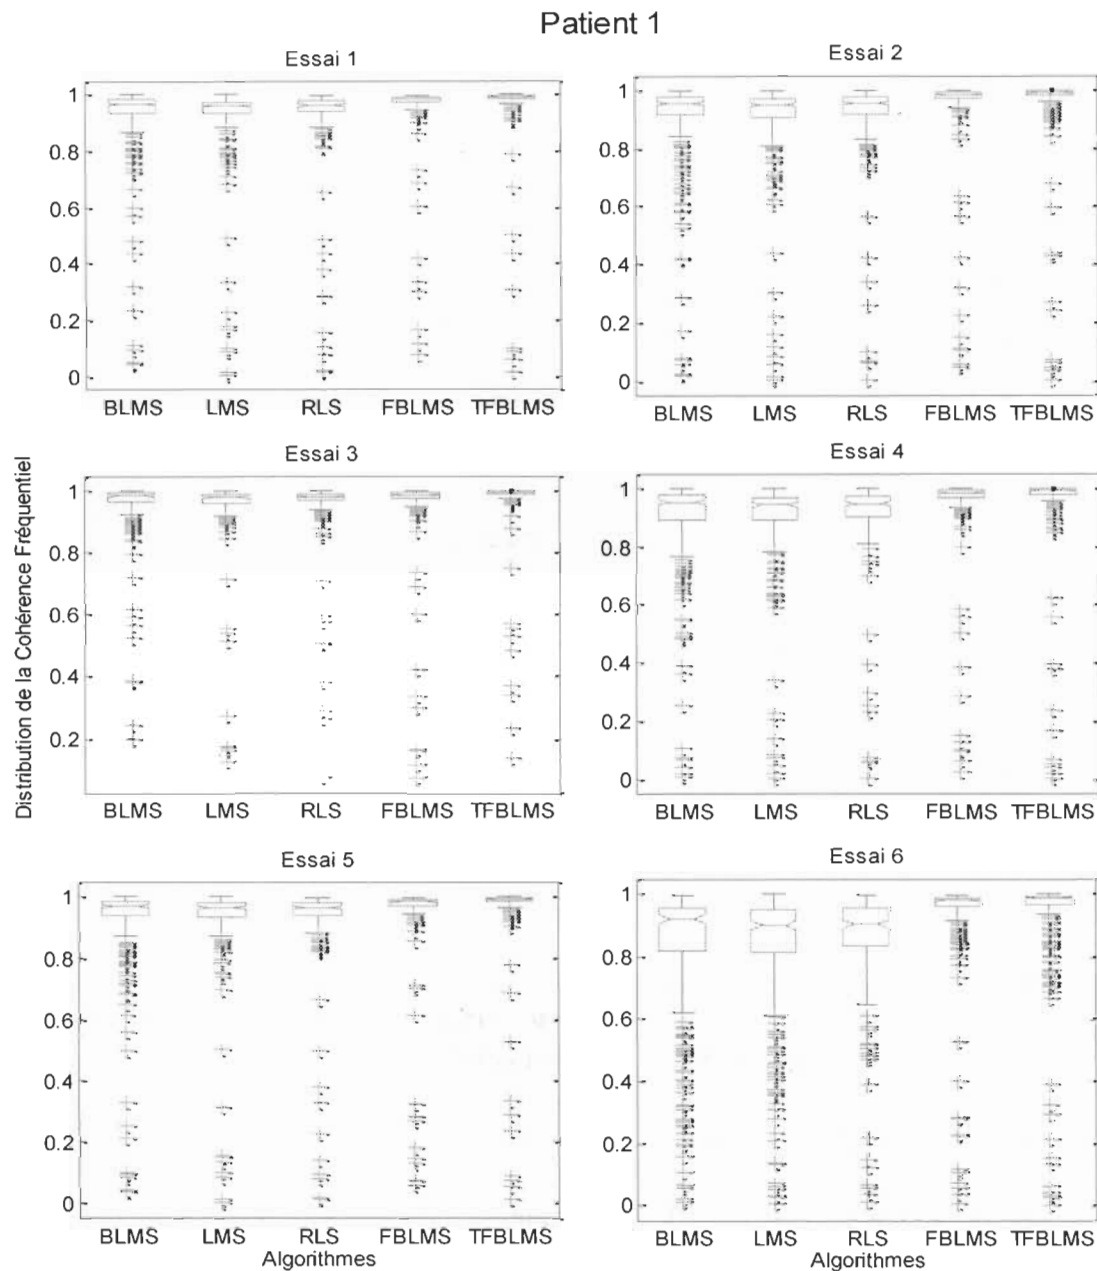 Patient 1
Essai 1
1
0.8
0.6
0.4
0.2
0
BLMS LMS RLS FBLMS TFBLMS
Essai 2
1
0.8
0.6
0.4
0.2
0
BLMS LMS RLS FBLMS TFBLMS
Distribution de la Cohérence Fréquentiel
Essai 3
1
0.8
0.6
0.4
0.2
BLMS LMS RLS FBLMS TFBLMS
Essai 4
1
0.8
0.6
0.4
0.2
0
BLMS LMS RLS FBLMS TFBLMS
Essai 5
1
0.8
0.6
0.4
0.2
0
BLMS LMS RLS FBLMS TFBLMS
Algorithmes
Essai 6
1
0.8
0.6
0.4
0.2
0
BLMS LMS RLS FBLMS TFBLMS
Algorithmes